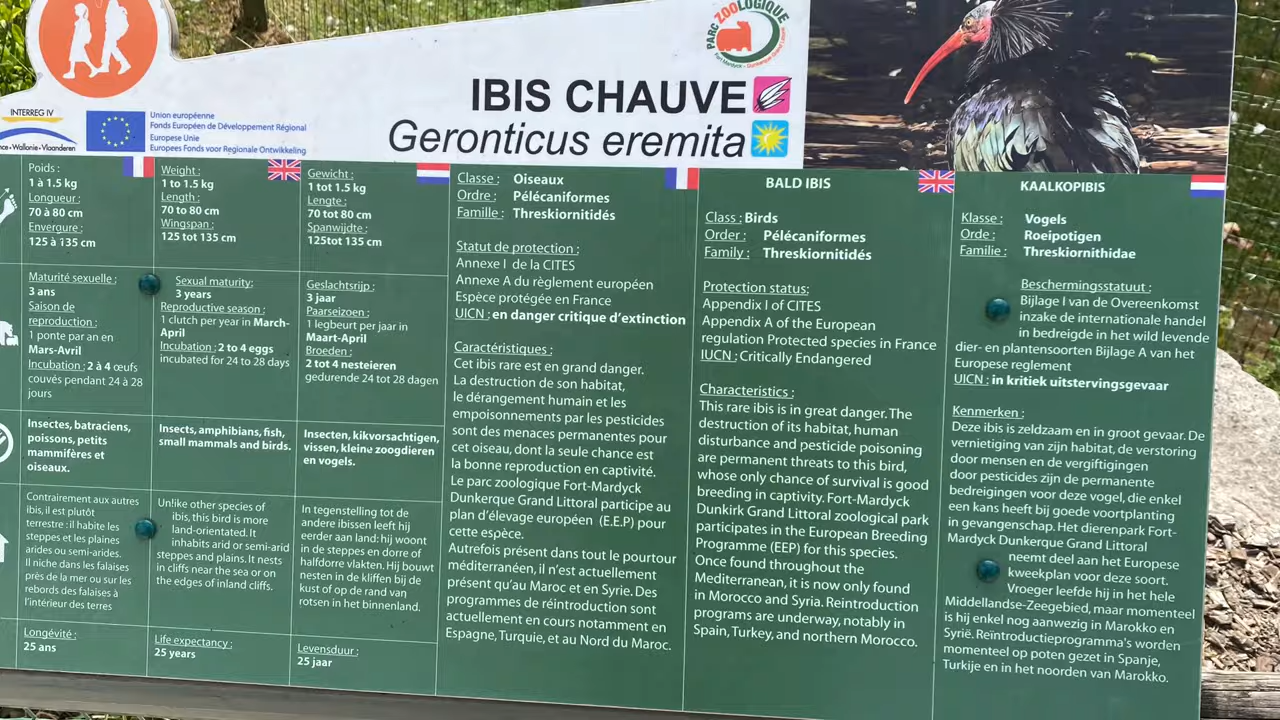 PARC ZOOLOGIQUE
Fort-Mardyck - Dunkerque Grand Littoral
IBIS CHAUVE
Geronticus eremita
INTERREG IV
ce•Wallonie•Vlaanderen
Union européenne
Fonds Européen de Développement Régional
Europese Unie
Europees Fonds voor Regionale Ontwikkeling
Poids :
1 à 1.5 kg
Longueur :
70 à 80 cm
Envergure :
125 à 135 cm
Maturité sexuelle :
3 ans
Saison de
reproduction :
1 ponte par an en
Mars-Avril
Incubation : 2 à 4 œufs
couvés pendant 24 à 28
jours
Insectes, batraciens,
poissons, petits
mammifères et
oiseaux.
Contrairement aux autres
ibis, il est plutôt
terrestre : il habite les
steppes et les plaines
arides ou semi-arides.
Il niche dans les falaises
près de la mer ou sur les
rebords des falaises à
l'intérieur des terres
Longévité :
25 ans
Weight :
1 to 1.5 kg
Length :
70 to 80 cm
Wingspan :
125 tot 135 cm
Sexual maturity:
3 years
Reproductive season :
1 clutch per year in March-
April
Incubation : 2 to 4 eggs
incubated for 24 to 28 days
Insects, amphibians, fish,
small mammals and birds.
Unlike other species of
ibis, this bird is more
land-orientated. It
inhabits arid or semi-arid
steppes and plains. It nests
in cliffs near the sea or on
the edges of inland cliffs.
Life expectancy :
25 years
Gewicht :
1 tot 1.5 kg
Lengte :
70 tot 80 cm
Spanwijdte :
125tot 135 cm
Geslachtsrijp :
3 jaar
Paarseizoen :
1 legbeurt per jaar in
Maart-April
Broeden :
2 tot 4 nesteieren
gedurende 24 tot 28 dagen
Insecten, kikvorsachtigen,
vissen, kleine zoogdieren
en vogels.
In tegenstelling tot de
andere ibissen leeft hij
eerder aan land: hij woont
in de steppes en dorre of
halfdorre vlakten. Hij bouwt
nesten in de kliffen bij de
kust of op de rand van
rotsen in het binnenland.
Levensduur :
25 jaar
Classe : Oiseaux
Ordre : Pélécaniformes
Famille : Threskiornitidés
Statut de protection :
Annexe I de la CITES
Annexe A du règlement européen
Espèce protégée en France
UICN : en danger critique d'extinction
Caractéristiques :
Cet ibis rare est en grand danger.
La destruction de son habitat,
le dérangement humain et les
empoisonnements par les pesticides
sont des menaces permanentes pour
cet oiseau, dont la seule chance est
la bonne reproduction en captivité.
Le parc zoologique Fort-Mardyck
Dunkerque Grand Littoral participe au
plan d'élevage européen (E.E.P) pour
cette espèce.
Autrefois présent dans tout le pourtour
méditerranéen, il n'est actuellement
présent qu'au Maroc et en Syrie. Des
programmes de réintroduction sont
actuellement en cours notamment en
Espagne, Turquie, et au Nord du Maroc.
BALD IBIS
Class : Birds
Order : Pélécaniformes
Family : Threskiornitidés
Protection status:
Appendix I of CITES
Appendix A of the European
regulation Protected species in France
IUCN : Critically Endangered
Characteristics :
This rare ibis is in great danger. The
destruction of its habitat, human
disturbance and pesticide poisoning
are permanent threats to this bird,
whose only chance of survival is good
breeding in captivity. Fort-Mardyck
Dunkirk Grand Littoral zoological park
participates in the European Breeding
Programme (EEP) for this species.
Once found throughout the
Mediterranean, it is now only found
in Morocco and Syria. Reintroduction
programs are underway, notably in
Spain, Turkey, and northern Morocco.
KAALKOPIBIS
Klasse : Vogels
Orde : Roeipotigen
Familie : Threskiornithidae
Beschermingsstatuut :
Bijlage I van de Overeenkomst
inzake de internationale handel
in bedreigde in het wild levende
dier- en plantensoorten Bijlage A van het
Europese reglement
UICN : in kritiek uitstervingsgevaar
Kenmerken :
Deze ibis is zeldzaam en in groot gevaar. De
vernietiging van zijn habitat, de verstoring
door mensen en de vergiftigingen
door pesticides zijn de permanente
bedreigingen voor deze vogel, die enkel
een kans heeft bij goede voortplanting
in gevangenschap. Het dierenpark Fort-
Mardyck Dunkerque Grand Littoral
neemt deel aan het Europese
kweekplan voor deze soort.
Vroeger leefde hij in het hele
Middellandse-Zeegebied, maar momenteel
is hij enkel nog aanwezig in Marokko en
Syrië. Reïntroductieprogramma's worden
momenteel op poten gezet in Spanje,
Turkije en in het noorden van Marokko.